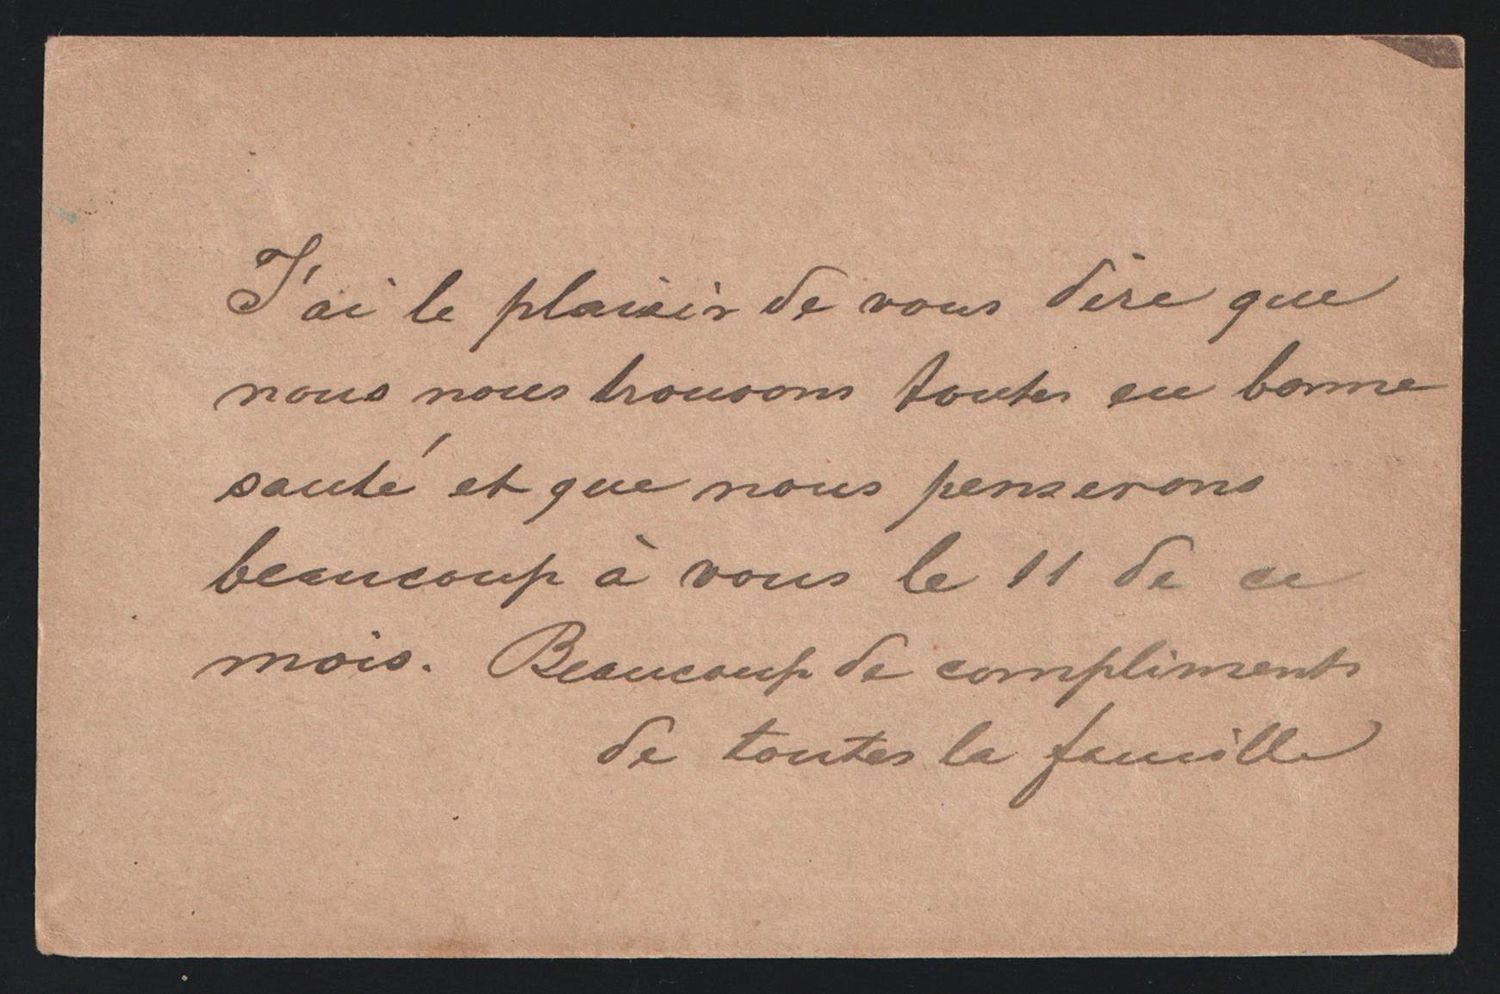 J'ai le plaisir de vous dire que
nous nous trouvons toutes en bonne
santé et que nous penserons
beaucoup à vous le 11 de ce
mois. Beaucoup de compliments
de toutes la famille